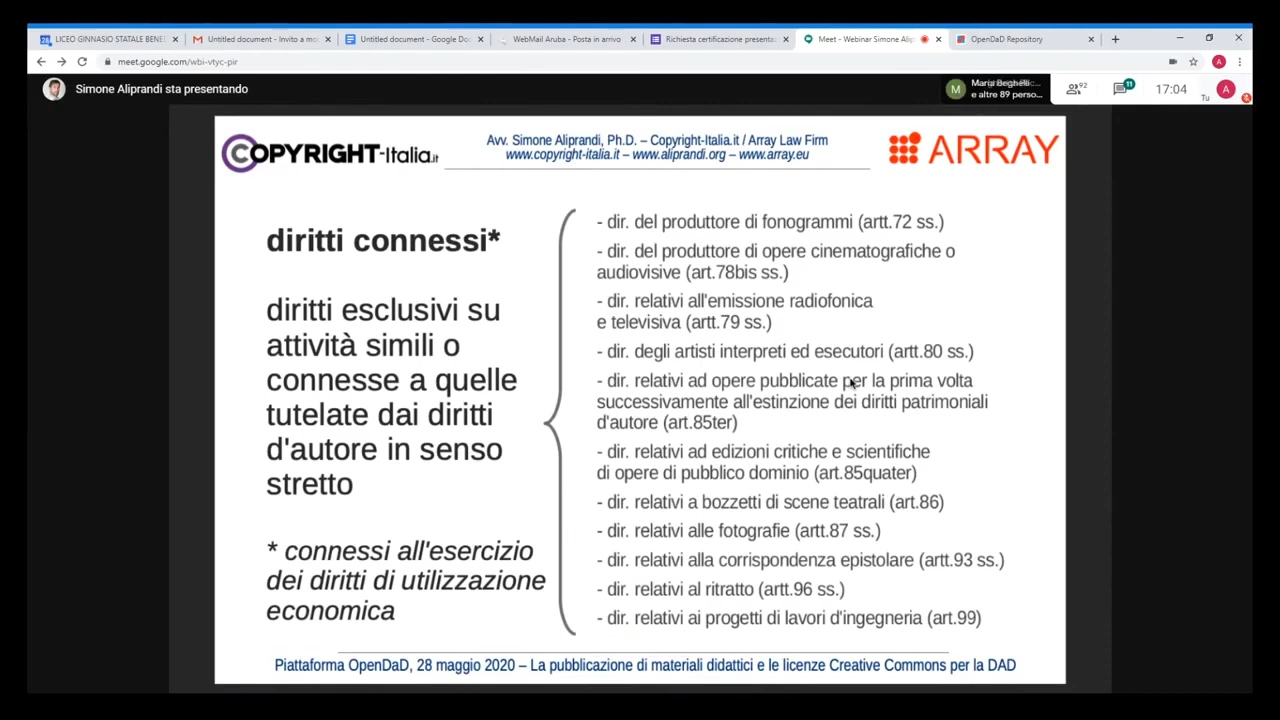 LICEO GINNASIO STATALE BENE
Untitled document - Invito a mo
Untitled document - Google Doc
WebMail Aruba - Posta in arrivo
Richiesta certificazione presenta
Meet - Webinar Simone Alip
OpenDaD Repository
meet.google.com/wbi-vtyc-pir
Simone Aliprandi sta presentando
M
e altre 89 perso...
92
11
17:04
Tu
A
COPYRIGHT-Italia.it
Avv. Simone Aliprandi, Ph.D. – Copyright-Italia.it / Array Law Firm
www.copyright-italia.it – www.aliprandi.org – www.array.eu
ARRAY
diritti connessi*
diritti esclusivi su
attività simili o
connesse a quelle
tutelate dai diritti
d'autore in senso
stretto
* connessi all'esercizio
dei diritti di utilizzazione
economica
- dir. del produttore di fonogrammi (artt.72 ss.)
- dir. del produttore di opere cinematografiche o
audiovisive (art.78bis ss.)
- dir. relativi all'emissione radiofonica
e televisiva (artt.79 ss.)
- dir. degli artisti interpreti ed esecutori (artt.80 ss.)
- dir. relativi ad opere pubblicate per la prima volta
successivamente all'estinzione dei diritti patrimoniali
d'autore (art.85ter)
- dir. relativi ad edizioni critiche e scientifiche
di opere di pubblico dominio (art.85quater)
- dir. relativi a bozzetti di scene teatrali (art.86)
- dir. relativi alle fotografie (artt.87 ss.)
- dir. relativi alla corrispondenza epistolare (artt.93 ss.)
- dir. relativi al ritratto (artt.96 ss.)
- dir. relativi ai progetti di lavori d'ingegneria (art.99)
Piattaforma OpenDaD, 28 maggio 2020 – La pubblicazione di materiali didattici e le licenze Creative Commons per la DAD